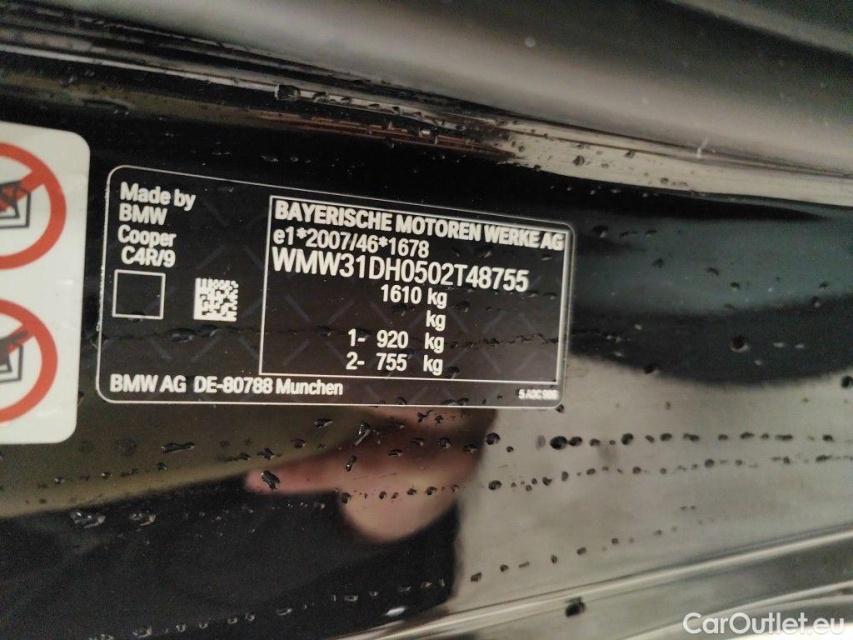 Made by
BMW
Cooper
C4R/9
BAYERISCHE MOTOREN WERKE AG
e1*2007/46*1678
WMW31DH0502T48755
1610 kg
kg
1- 920 kg
2- 755 kg
BMW AG DE-80788 Munchen
CarOutlet.eu